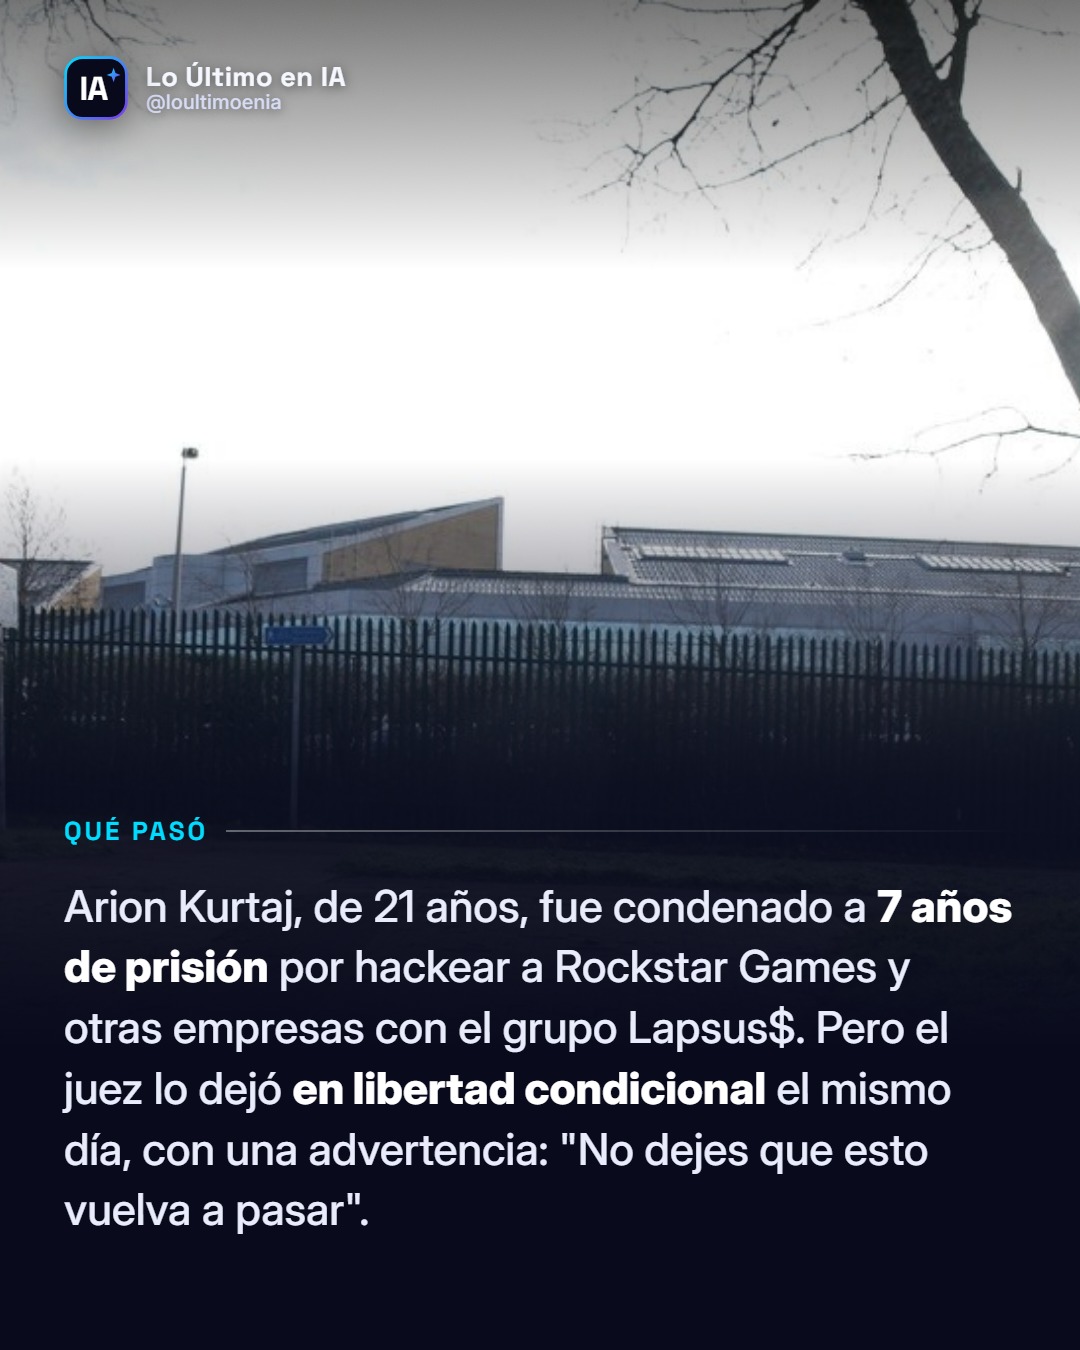 IA
Lo Último en IA
@loultimoenia
QUÉ PASÓ
Arion Kurtaj, de 21 años, fue condenado a 7 años
de prisión por hackear a Rockstar Games y
otras empresas con el grupo Lapsus$. Pero el
juez lo dejó en libertad condicional el mismo
día, con una advertencia: "No dejes que esto
vuelva a pasar".